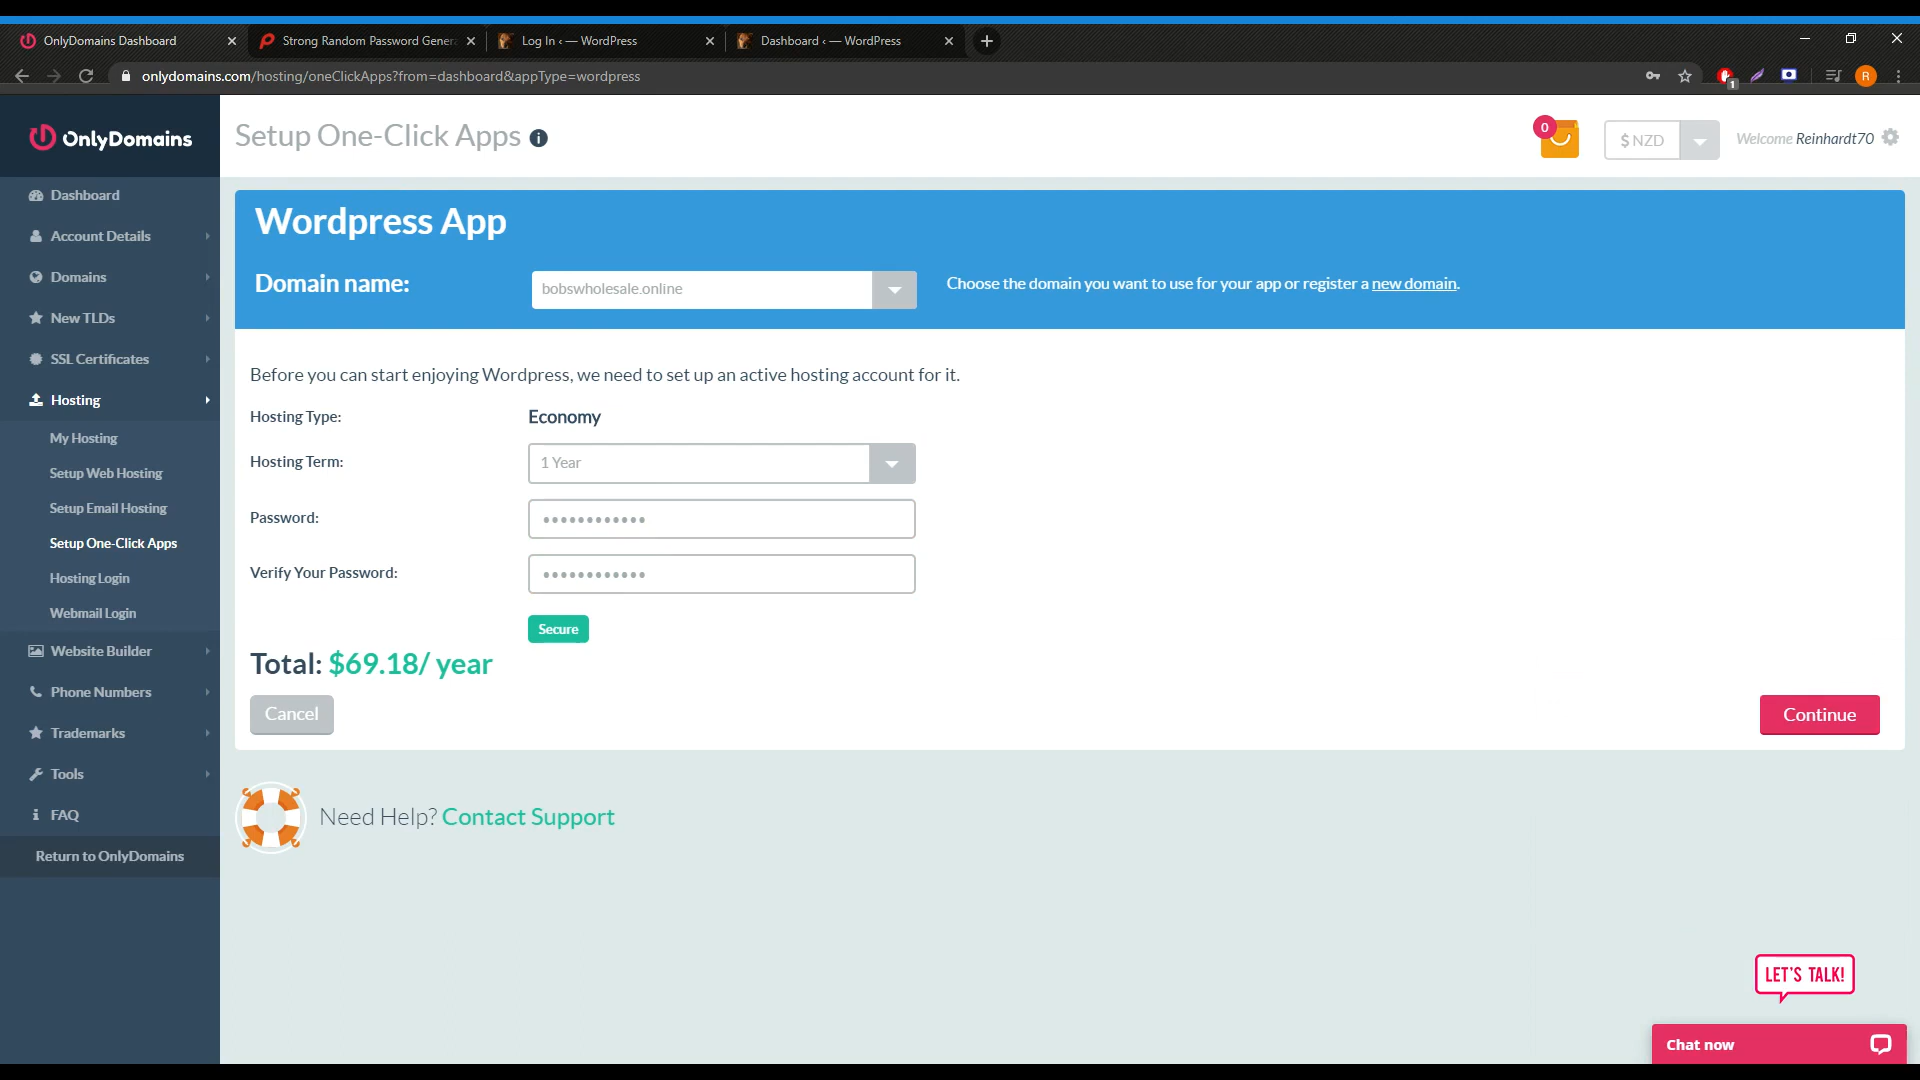 OnlyDomains Dashboard
Strong Random Password Genera
Log In ‹ — WordPress
Dashboard ‹ — WordPress
onlydomains.com/hosting/oneClickApps?from=dashboard&appType=wordpress
1
R
OnlyDomains
Setup One-Click Apps
0
$ NZD
Welcome Reinhardt70
Dashboard
Account Details
Domains
New TLDs
SSL Certificates
Hosting
My Hosting
Setup Web Hosting
Setup Email Hosting
Setup One-Click Apps
Hosting Login
Webmail Login
Website Builder
Phone Numbers
Trademarks
Tools
FAQ
Return to OnlyDomains
Wordpress App
Domain name:
bobswholesale.online
Choose the domain you want to use for your app or register a new domain.
Before you can start enjoying Wordpress, we need to set up an active hosting account for it.
Hosting Type:
Economy
Hosting Term:
1 Year
Password:
••••••••••••
Verify Your Password:
••••••••••••
Secure
Total: $69.18/ year
Cancel
Continue
Need Help? Contact Support
LET'S TALK!
Chat now